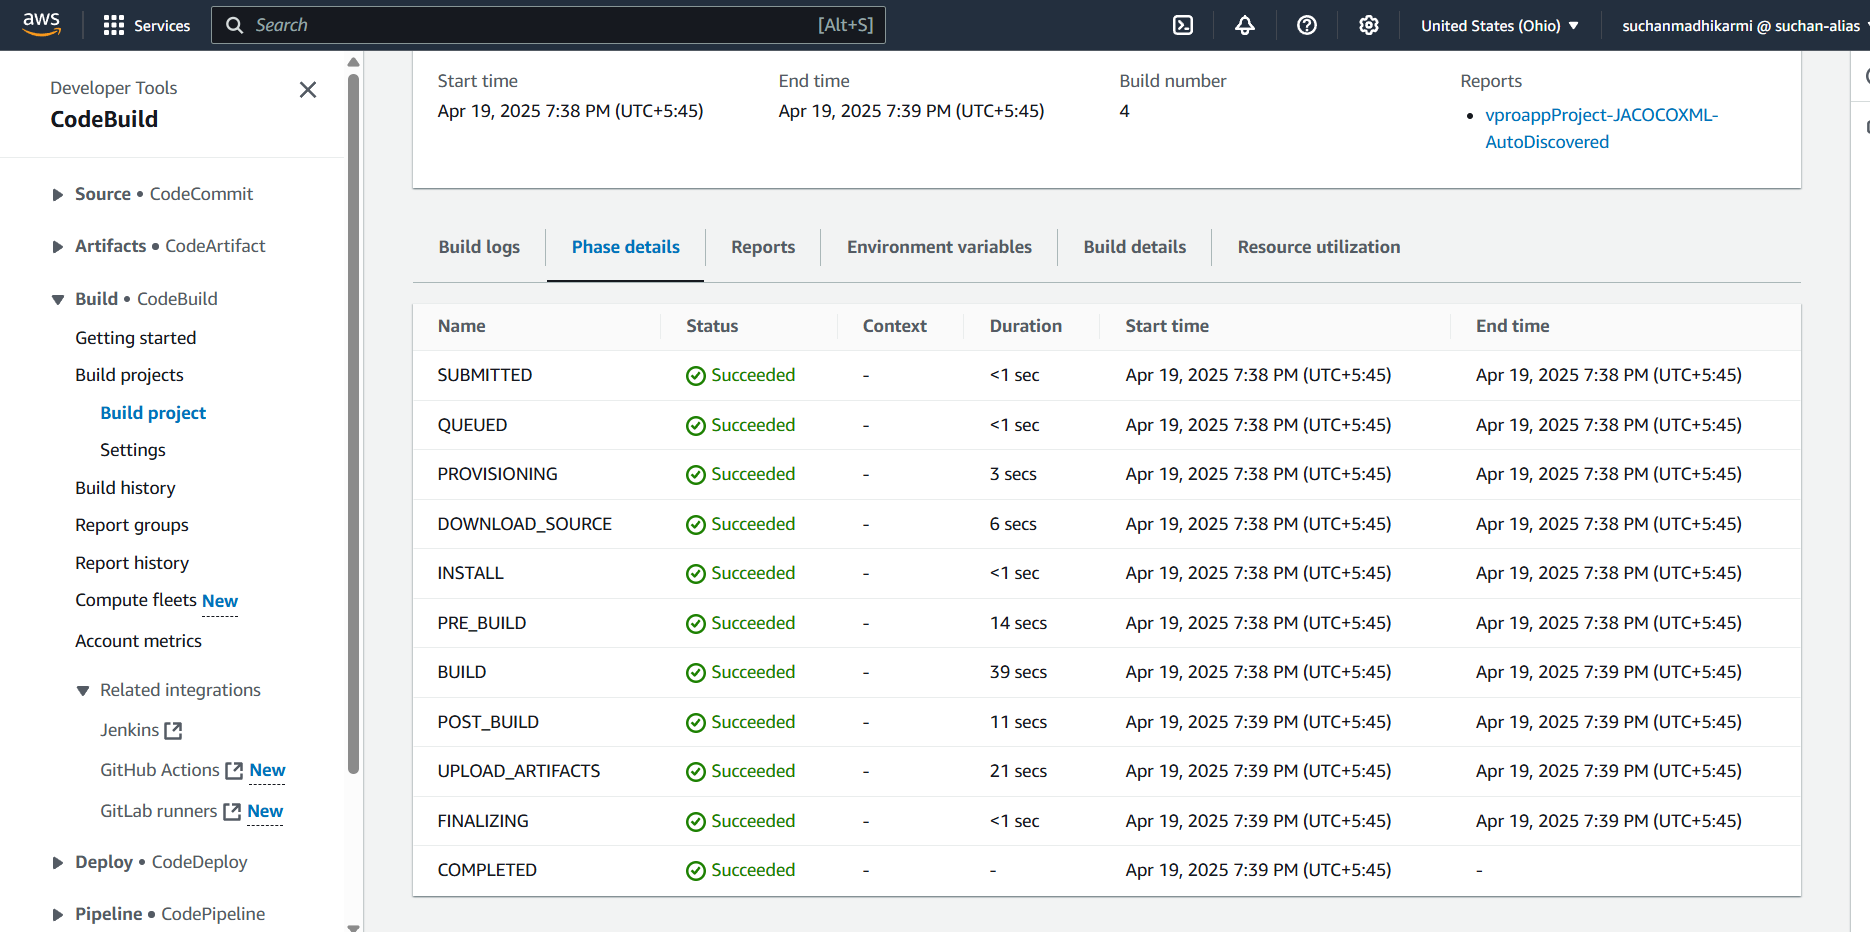 aws Services Search [Alt+S] United States (Ohio) suchanmadhikarmi @ suchan-alias
Developer Tools
CodeBuild
Source • CodeCommit
Artifacts • CodeArtifact
Build • CodeBuild
Getting started
Build projects
Build project
Settings
Build history
Report groups
Report history
Compute fleets New
Account metrics
Related integrations
Jenkins
GitHub Actions New
GitLab runners New
Deploy • CodeDeploy
Pipeline • CodePipeline
Start time End time Build number Reports
Apr 19, 2025 7:38 PM (UTC+5:45) Apr 19, 2025 7:39 PM (UTC+5:45) 4 • vproappProject-JACOCOXML-
AutoDiscovered
Build logs Phase details Reports Environment variables Build details Resource utilization
Name Status Context Duration Start time End time
SUBMITTED Succeeded - <1 sec Apr 19, 2025 7:38 PM (UTC+5:45) Apr 19, 2025 7:38 PM (UTC+5:45)
QUEUED Succeeded - <1 sec Apr 19, 2025 7:38 PM (UTC+5:45) Apr 19, 2025 7:38 PM (UTC+5:45)
PROVISIONING Succeeded - 3 secs Apr 19, 2025 7:38 PM (UTC+5:45) Apr 19, 2025 7:38 PM (UTC+5:45)
DOWNLOAD_SOURCE Succeeded - 6 secs Apr 19, 2025 7:38 PM (UTC+5:45) Apr 19, 2025 7:38 PM (UTC+5:45)
INSTALL Succeeded - <1 sec Apr 19, 2025 7:38 PM (UTC+5:45) Apr 19, 2025 7:38 PM (UTC+5:45)
PRE_BUILD Succeeded - 14 secs Apr 19, 2025 7:38 PM (UTC+5:45) Apr 19, 2025 7:38 PM (UTC+5:45)
BUILD Succeeded - 39 secs Apr 19, 2025 7:38 PM (UTC+5:45) Apr 19, 2025 7:39 PM (UTC+5:45)
POST_BUILD Succeeded - 11 secs Apr 19, 2025 7:39 PM (UTC+5:45) Apr 19, 2025 7:39 PM (UTC+5:45)
UPLOAD_ARTIFACTS Succeeded - 21 secs Apr 19, 2025 7:39 PM (UTC+5:45) Apr 19, 2025 7:39 PM (UTC+5:45)
FINALIZING Succeeded - <1 sec Apr 19, 2025 7:39 PM (UTC+5:45) Apr 19, 2025 7:39 PM (UTC+5:45)
COMPLETED Succeeded - - Apr 19, 2025 7:39 PM (UTC+5:45) -